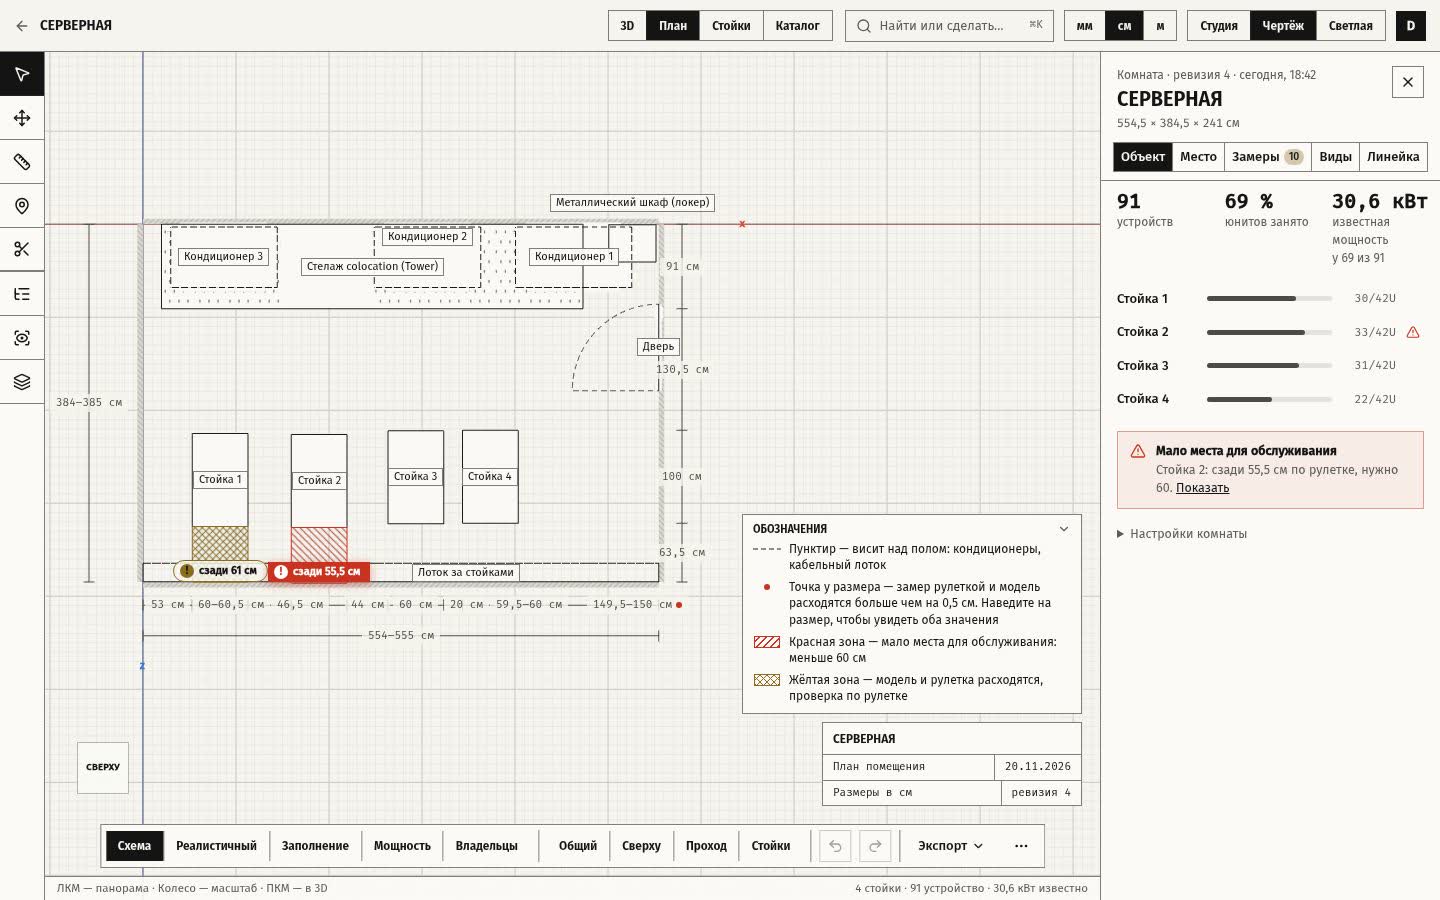 СЕРВЕРНАЯ
3D План Стойки Каталог
Найти или сделать... ⌘K
мм см м
Студия Чертёж Светлая
D
Комната · ревизия 4 · сегодня, 18:42
СЕРВЕРНАЯ
554,5 × 384,5 × 241 см
Объект Место Замеры 10 Виды Линейка
91 69 % 30,6 кВт
устройств юнитов занято известная
мощность
у 69 из 91
Стойка 1 30/42U
Стойка 2 33/42U
Стойка 3 31/42U
Стойка 4 22/42U
Мало места для обслуживания
Стойка 2: сзади 55,5 см по рулетке, нужно
60. Показать
Настройки комнаты
Металлический шкаф (локер)
x
Кондиционер 2
Кондиционер 3
Кондиционер 1
Стелаж colocation (Tower)
91 см
Дверь
130,5 см
384–385 см
Стойка 1
Стойка 2
Стойка 3
Стойка 4
100 см
63,5 см
! сзади 61 см
! сзади 55,5 см
Лоток за стойками
53 см 60–60,5 см 46,5 см 44 см 60 см 20 см 59,5–60 см 149,5–150 см
554–555 см
z
ОБОЗНАЧЕНИЯ
Пунктир — висит над полом: кондиционеры,
кабельный лоток
Точка у размера — замер рулеткой и модель
расходятся больше чем на 0,5 см. Наведите на
размер, чтобы увидеть оба значения
Красная зона — мало места для обслуживания:
меньше 60 см
Жёлтая зона — модель и рулетка расходятся,
проверка по рулетке
СЕРВЕРНАЯ
План помещения 20.11.2026
Размеры в см ревизия 4
СВЕРХУ
Схема Реалистичный Заполнение Мощность Владельцы Общий Сверху Проход Стойки Экспорт
ЛКМ — панорама · Колесо — масштаб · ПКМ — в 3D
4 стойки · 91 устройство · 30,6 кВт известно